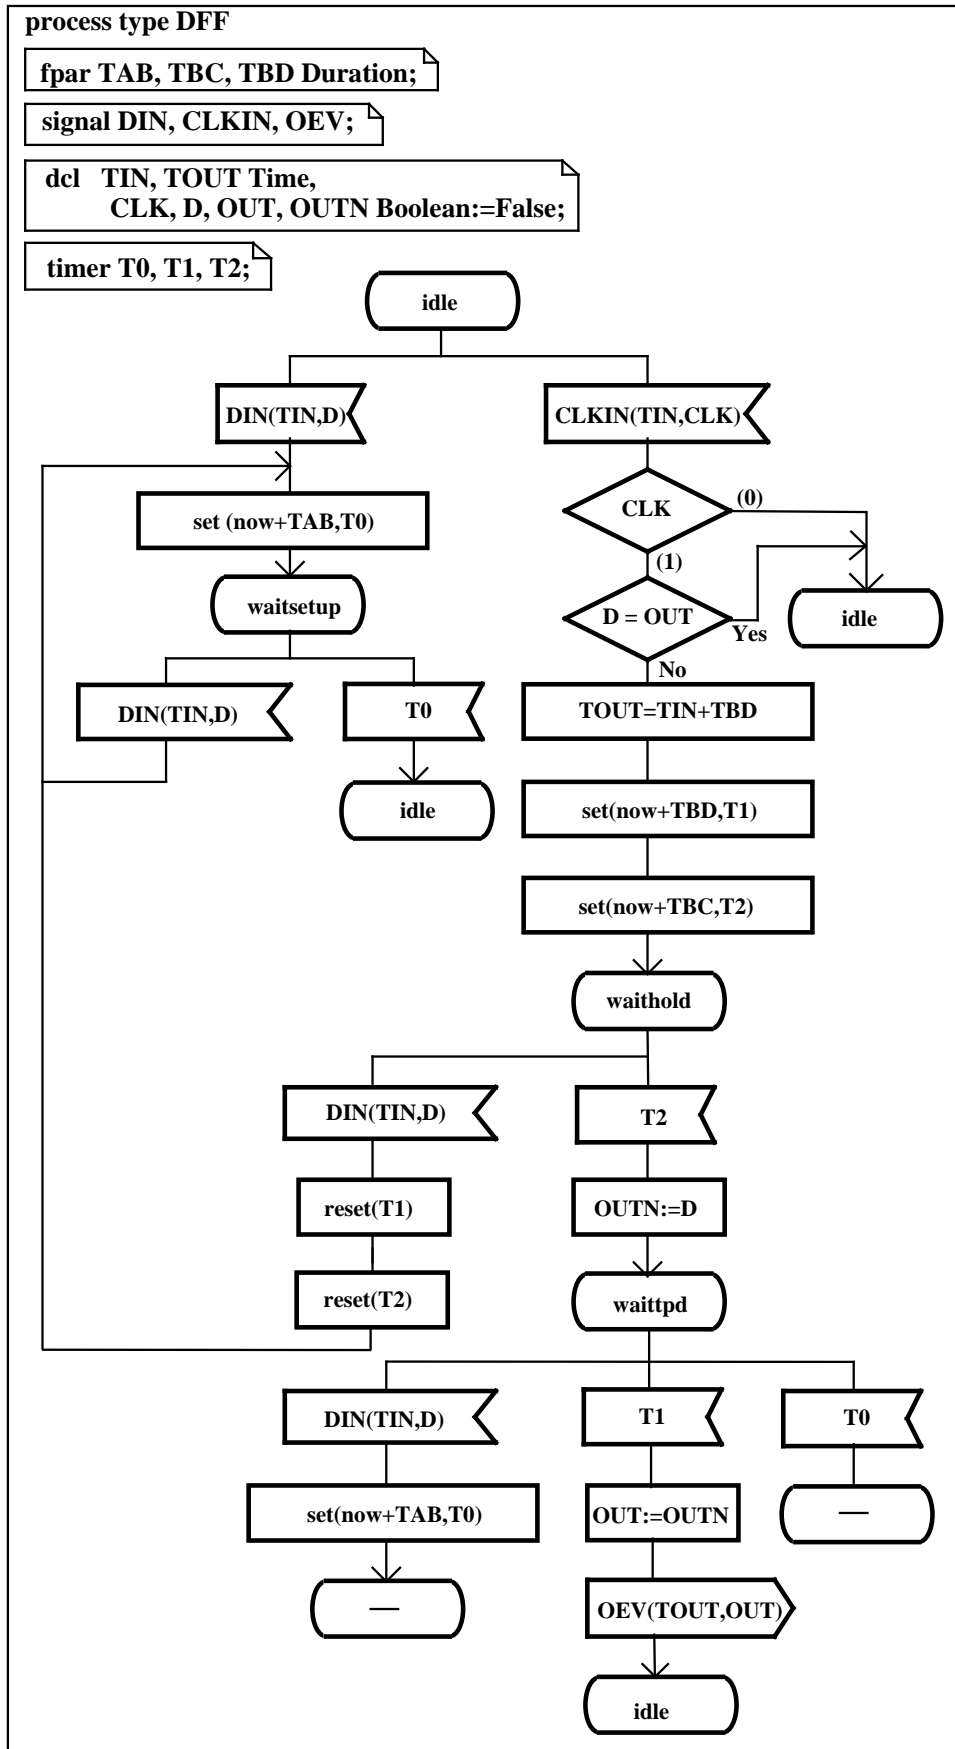 process type DFF
fpar TAB, TBC, TBD Duration;
signal DIN, CLKIN, OEV;
dcl TIN, TOUT Time,
CLK, D, OUT, OUTN Boolean:=False;
timer T0, T1, T2;
idle
DIN(TIN,D)
CLKIN(TIN,CLK)
CLK
(0)
set (now+TAB,T0)
(1)
waitsetup
D = OUT
Yes
idle
No
DIN(TIN,D)
T0
TOUT=TIN+TBD
idle
set(now+TBD,T1)
set(now+TBC,T2)
waithold
DIN(TIN,D)
T2
reset(T1)
OUTN:=D
reset(T2)
waittpd
DIN(TIN,D)
T1
T0
set(now+TAB,T0)
OUT:=OUTN
—
—
OEV(TOUT,OUT)
idle